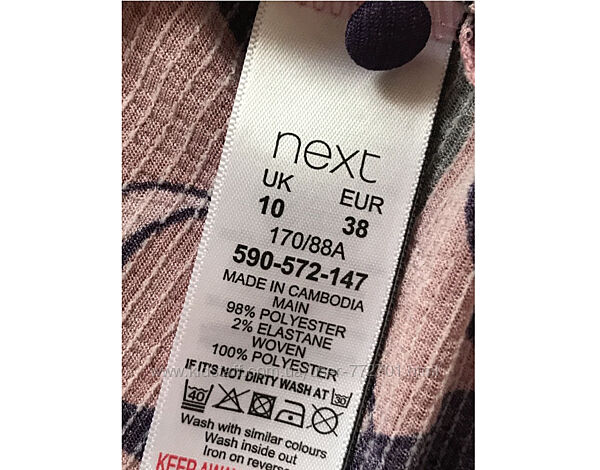 next
UK EUR
10 38
170/88A
590-572-147
MADE IN CAMBODIA
MAIN
98% POLYESTER
2% ELASTANE
WOVEN
100% POLYESTER
IF IT'S NOT DIRTY WASH AT 30
40
Wash with similar colours
Wash inside out
Iron on reverse
KEEP AWAY